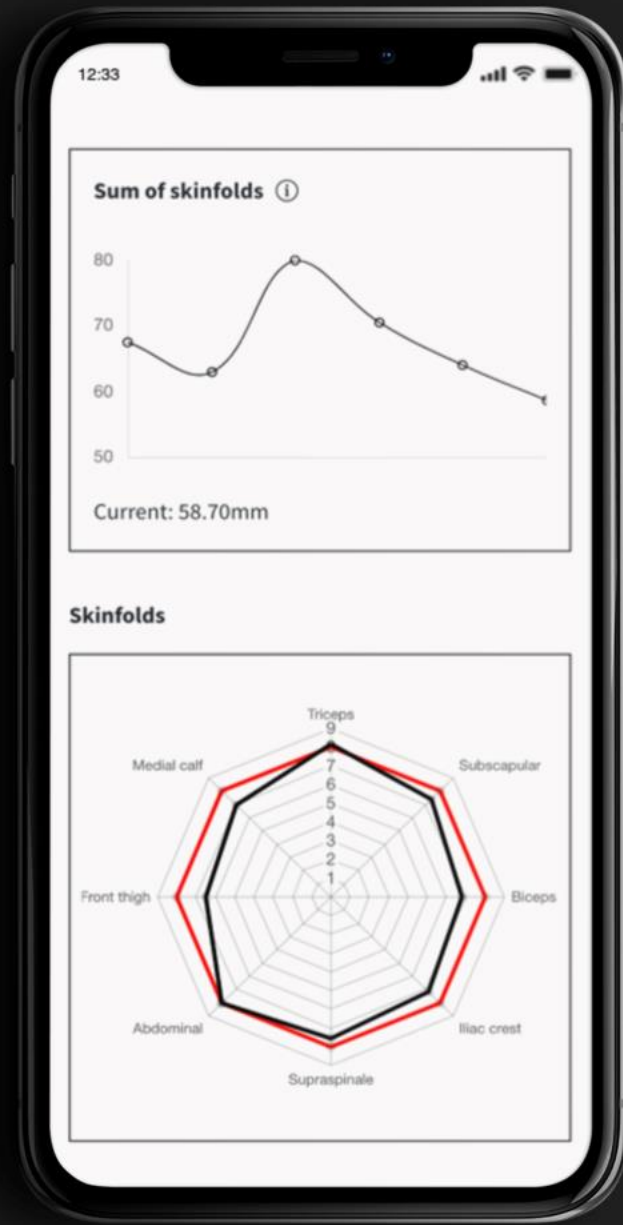 12:33
Sum of skinfolds
80
70
60
50
Current: 58.70mm
Skinfolds
Triceps
9
Medial calf
Subscapular
7
6
5
4
3
2
1
Front thigh
Biceps
Abdominal
Iliac crest
Supraspinale